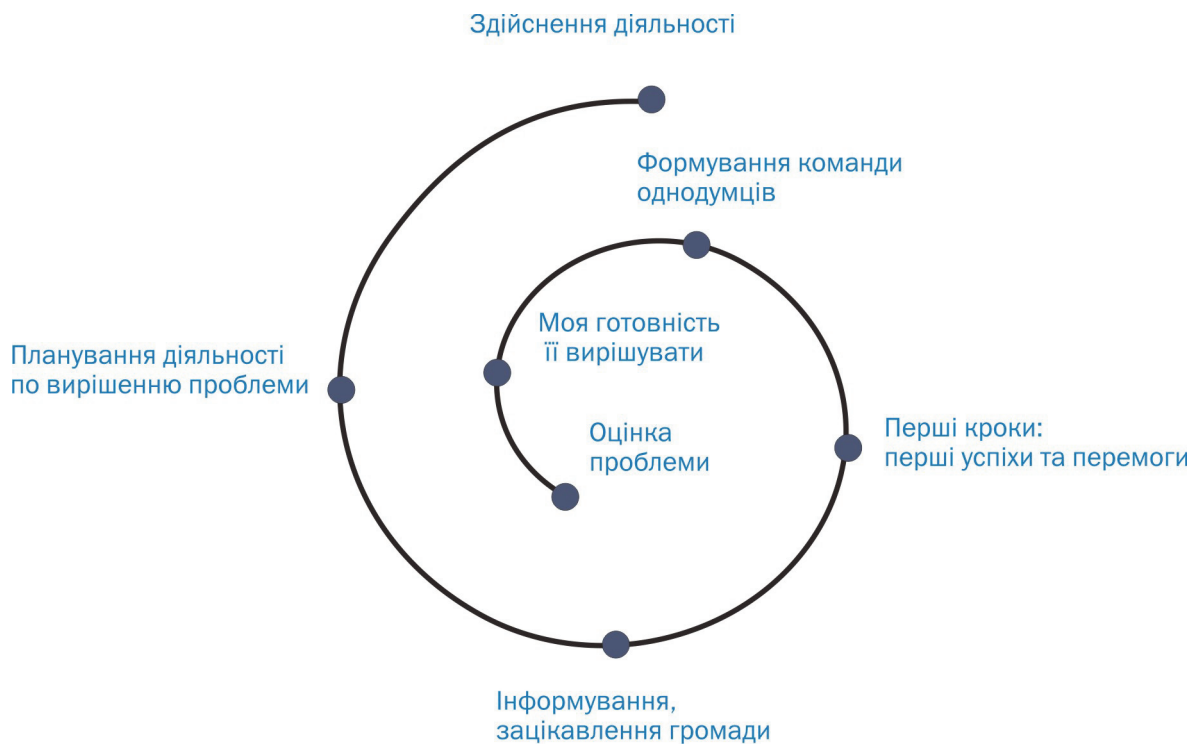 Здійснення діяльності
Формування команди
однодумців
Моя готовність
її вирішувати
Планування діяльності
по вирішенню проблеми
Оцінка
проблеми
Перші кроки:
перші успіхи та перемоги
Інформування,
зацікавлення громади